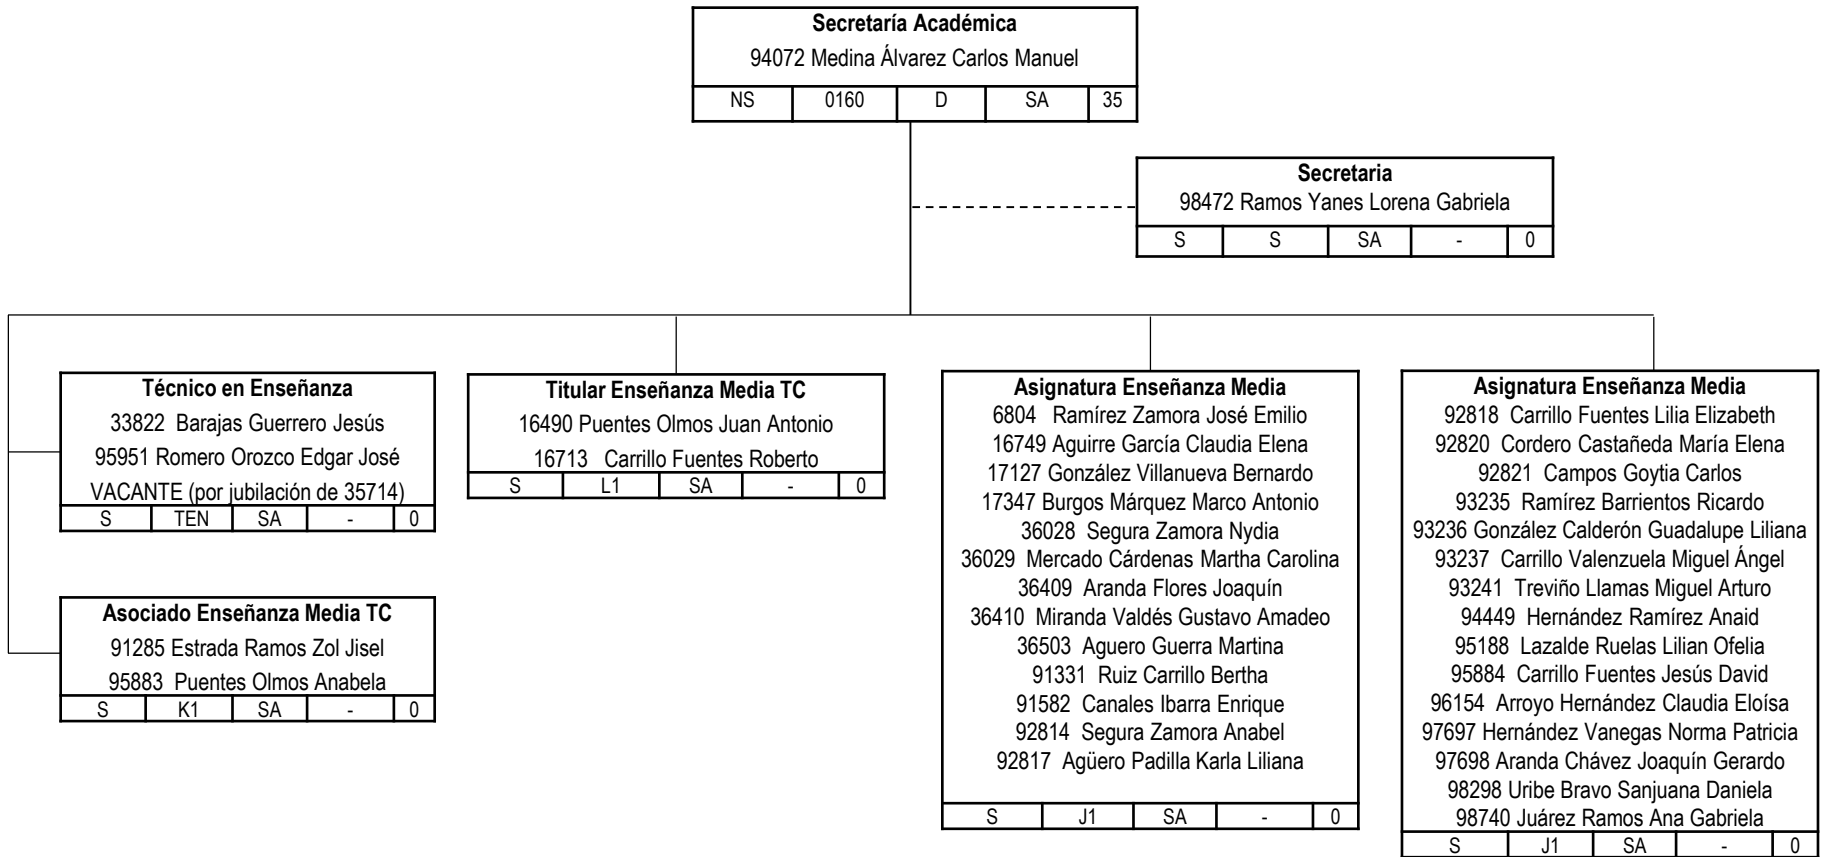 Secretaría Académica
94072 Medina Álvarez Carlos Manuel
NS 0160 D SA 35
Secretaria
98472 Ramos Yanes Lorena Gabriela
S S SA - 0
Técnico en Enseñanza
33822 Barajas Guerrero Jesús
95951 Romero Orozco Edgar José
VACANTE (por jubilación de 35714)
S TEN SA - 0
Asociado Enseñanza Media TC
91285 Estrada Ramos Zol Jisel
95883 Puentes Olmos Anabela
S K1 SA - 0
Titular Enseñanza Media TC
16490 Puentes Olmos Juan Antonio
16713 Carrillo Fuentes Roberto
S L1 SA - 0
Asignatura Enseñanza Media
6804 Ramírez Zamora José Emilio
16749 Aguirre García Claudia Elena
17127 González Villanueva Bernardo
17347 Burgos Márquez Marco Antonio
36028 Segura Zamora Nydia
36029 Mercado Cárdenas Martha Carolina
36409 Aranda Flores Joaquín
36410 Miranda Valdés Gustavo Amadeo
36503 Aguero Guerra Martina
91331 Ruiz Carrillo Bertha
91582 Canales Ibarra Enrique
92814 Segura Zamora Anabel
92817 Agüero Padilla Karla Liliana
S J1 SA - 0
Asignatura Enseñanza Media
92818 Carrillo Fuentes Lilia Elizabeth
92820 Cordero Castañeda María Elena
92821 Campos Goytia Carlos
93235 Ramírez Barrientos Ricardo
93236 González Calderón Guadalupe Liliana
93237 Carrillo Valenzuela Miguel Ángel
93241 Treviño Llamas Miguel Arturo
94449 Hernández Ramírez Anaid
95188 Lazalde Ruelas Lilian Ofelia
95884 Carrillo Fuentes Jesús David
96154 Arroyo Hernández Claudia Eloísa
97697 Hernández Vanegas Norma Patricia
97698 Aranda Chávez Joaquín Gerardo
98298 Uribe Bravo Sanjuana Daniela
98740 Juárez Ramos Ana Gabriela
S J1 SA - 0